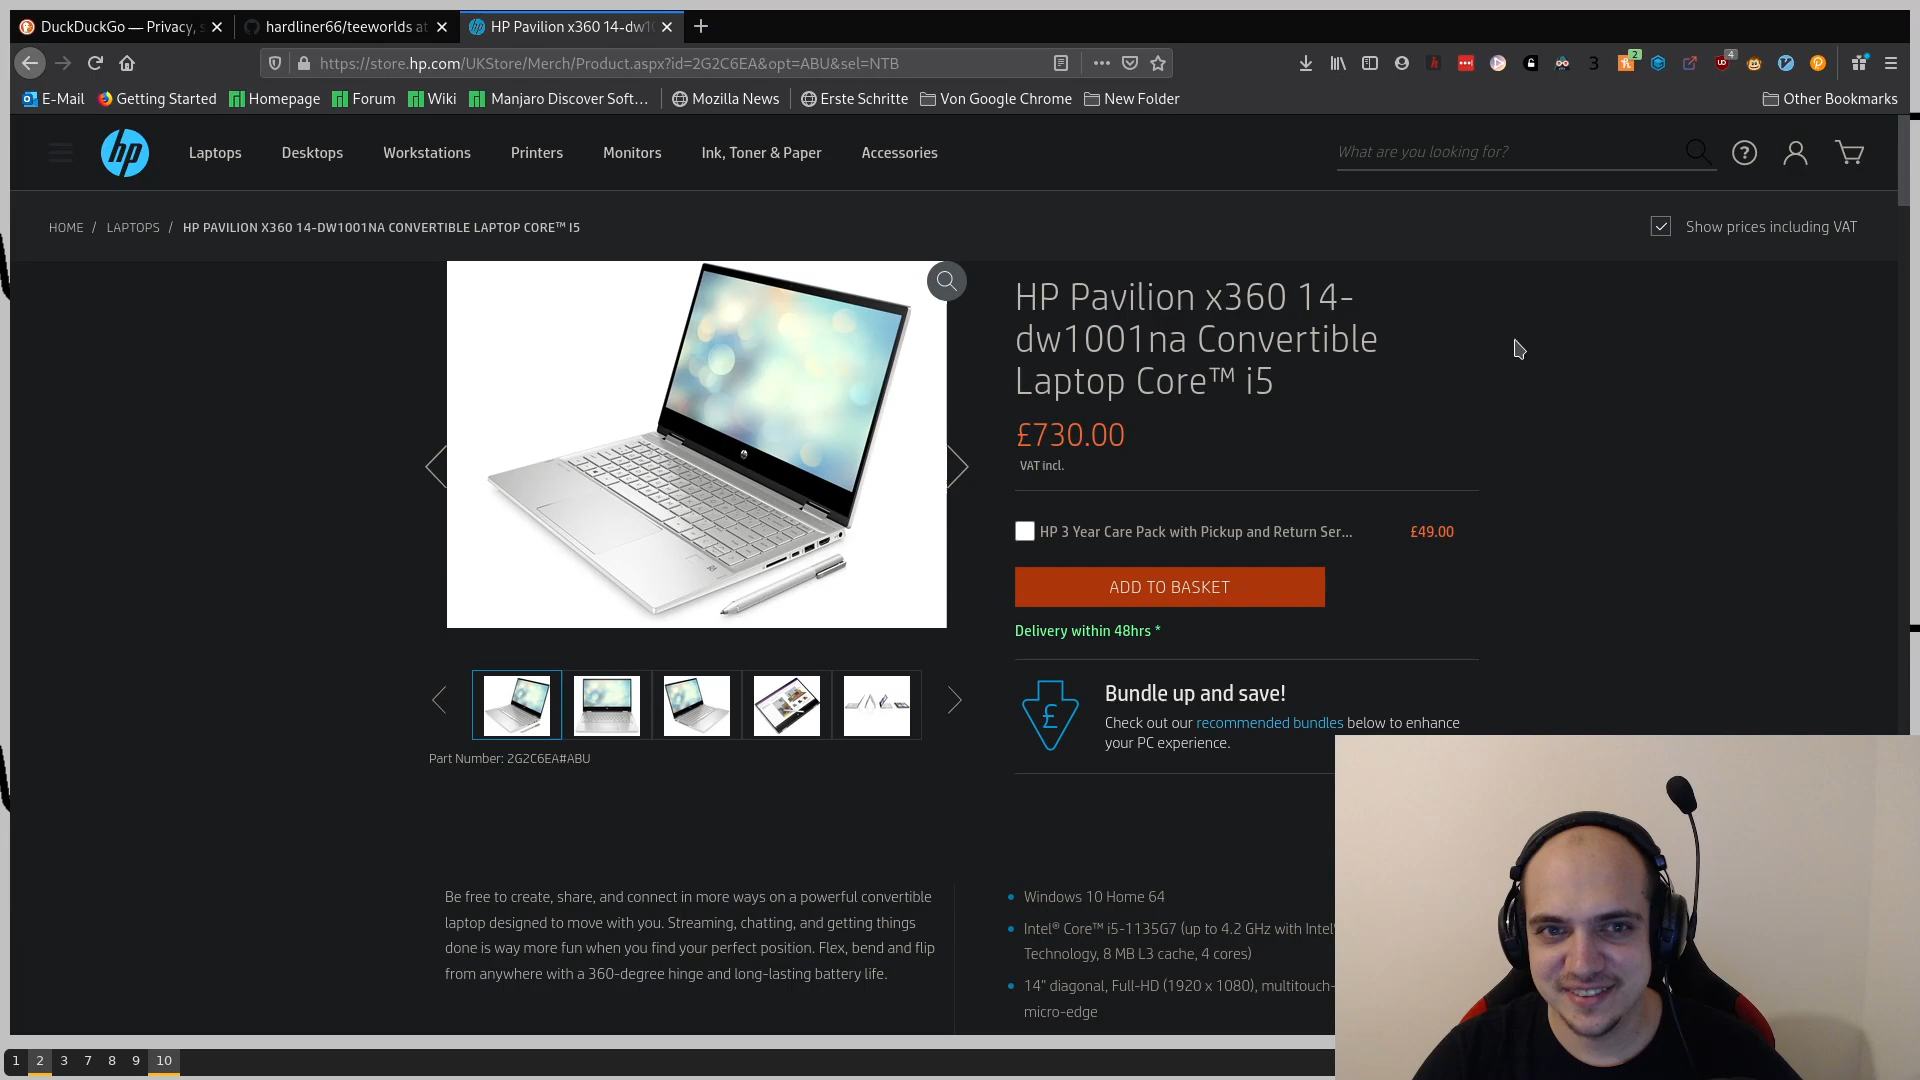 DuckDuckGo — Privacy, s
hardliner66/teeworlds at
HP Pavilion x360 14-dw10
https://store.hp.com/UKStore/Merch/Product.aspx?id=2G2C6EA&opt=ABU&sel=NTB
3
2
4
E-Mail
Getting Started
Homepage
Forum
Wiki
Manjaro Discover Soft…
Mozilla News
Erste Schritte
Von Google Chrome
New Folder
Other Bookmarks
hp
Laptops
Desktops
Workstations
Printers
Monitors
Ink, Toner & Paper
Accessories
What are you looking for?
HOME / LAPTOPS / HP PAVILION X360 14-DW1001NA CONVERTIBLE LAPTOP CORE™ I5
Show prices including VAT
HP Pavilion x360 14-
dw1001na Convertible
Laptop Core™ i5
£730.00
VAT incl.
HP 3 Year Care Pack with Pickup and Return Ser... £49.00
ADD TO BASKET
Delivery within 48hrs *
Bundle up and save!
Check out our recommended bundles below to enhance
your PC experience.
Part Number: 2G2C6EA#ABU
Be free to create, share, and connect in more ways on a powerful convertible
laptop designed to move with you. Streaming, chatting, and getting things
done is way more fun when you find your perfect position. Flex, bend and flip
from anywhere with a 360-degree hinge and long-lasting battery life.
Windows 10 Home 64
Intel® Core™ i5-1135G7 (up to 4.2 GHz with Intel
Technology, 8 MB L3 cache, 4 cores)
14" diagonal, Full-HD (1920 x 1080), multitouch-
micro-edge
1 2 3 7 8 9 10